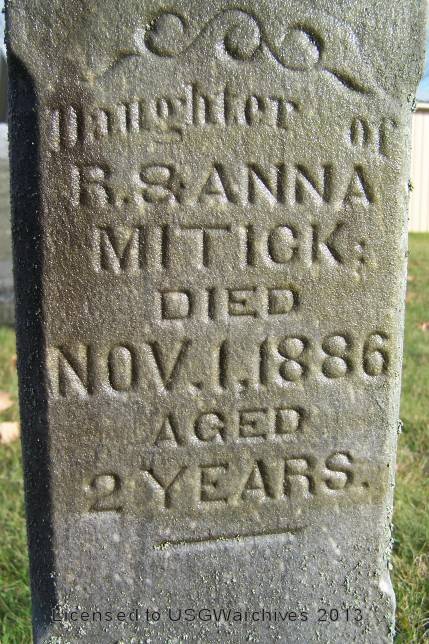 Daughter of
R. & ANNA
MITICK;
DIED
NOV. 1, 1886
AGED
2 YEARS.
Licensed to USGWarchives 2013